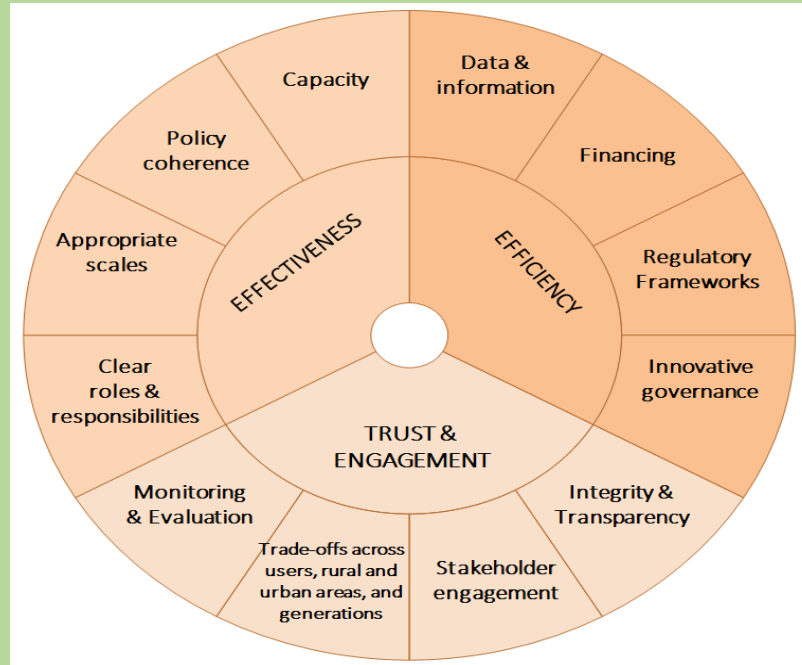 Capacity
Data &
information
Policy
coherence
Financing
Appropriate
scales
EFFECTIVENESS
EFFICIENCY
Regulatory
Frameworks
Clear
roles &
responsibilities
Innovative
governance
TRUST &
ENGAGEMENT
Monitoring
& Evaluation
Integrity &
Transparency
Trade-offs across
users, rural and
urban areas, and
generations
Stakeholder
engagement